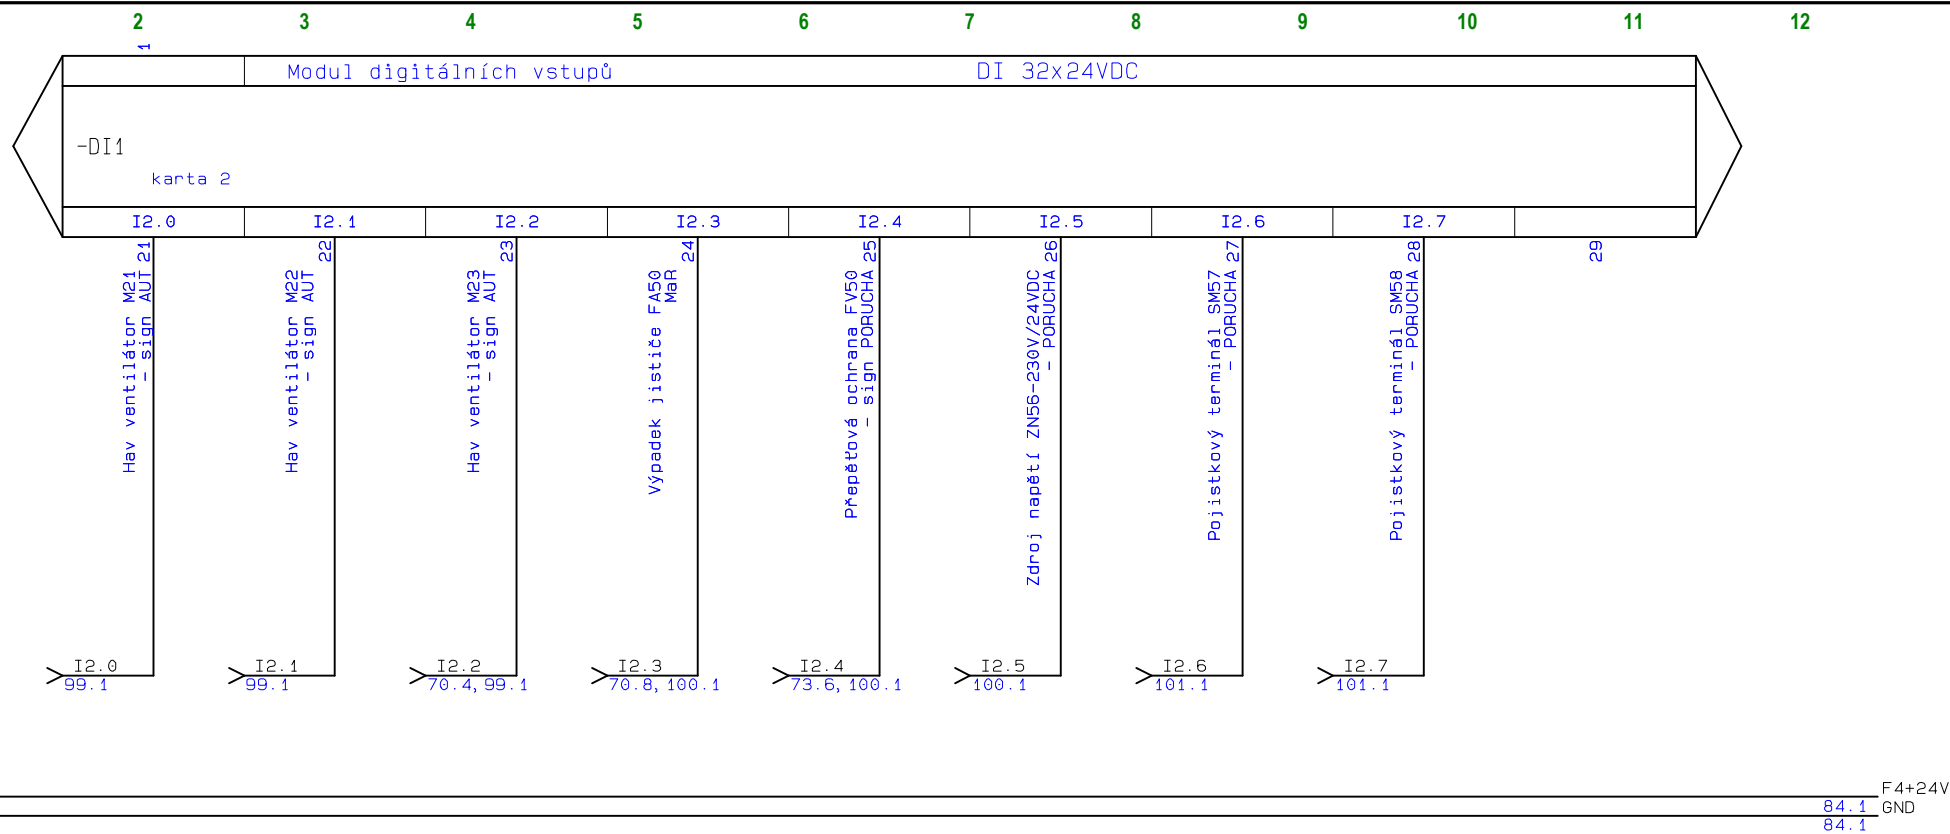 2 3 4 5 6 7 8 9 10 11 12
1
Modul digitálních vstupů DI 32x24VDC
-DI1
karta 2
I2.0 I2.1 I2.2 I2.3 I2.4 I2.5 I2.6 I2.7
21 22 23 24 25 26 27 28 29
Hav ventilátor M21
- sign AUT
Hav ventilátor M22
- sign AUT
Hav ventilátor M23
- sign AUT
Výpadek jističe FA50
MaR
Přepěťová ochrana FV50
- sign PORUCHA
Zdroj napětí ZN56-230V/24VDC
- PORUCHA
Pojistkový terminál SM57
- PORUCHA
Pojistkový terminál SM58
- PORUCHA
I2.0 I2.1 I2.2 I2.3 I2.4 I2.5 I2.6 I2.7
99.1 99.1 70.4,99.1 70.8,100.1 73.6,100.1 100.1 101.1 101.1
F4+24V
84.1 GND
84.1